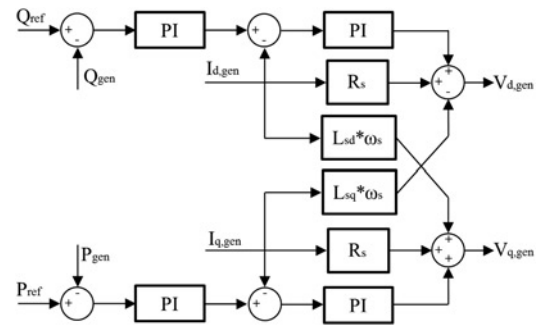 Qref
+
-
PI
+
-
PI
Qgen
Id,gen
Rs
+
+
-
Vd,gen
Lsd*ωs
Lsq*ωs
Pgen
Iq,gen
Rs
+
+
+
Vq,gen
Pref
+
-
PI
+
-
PI